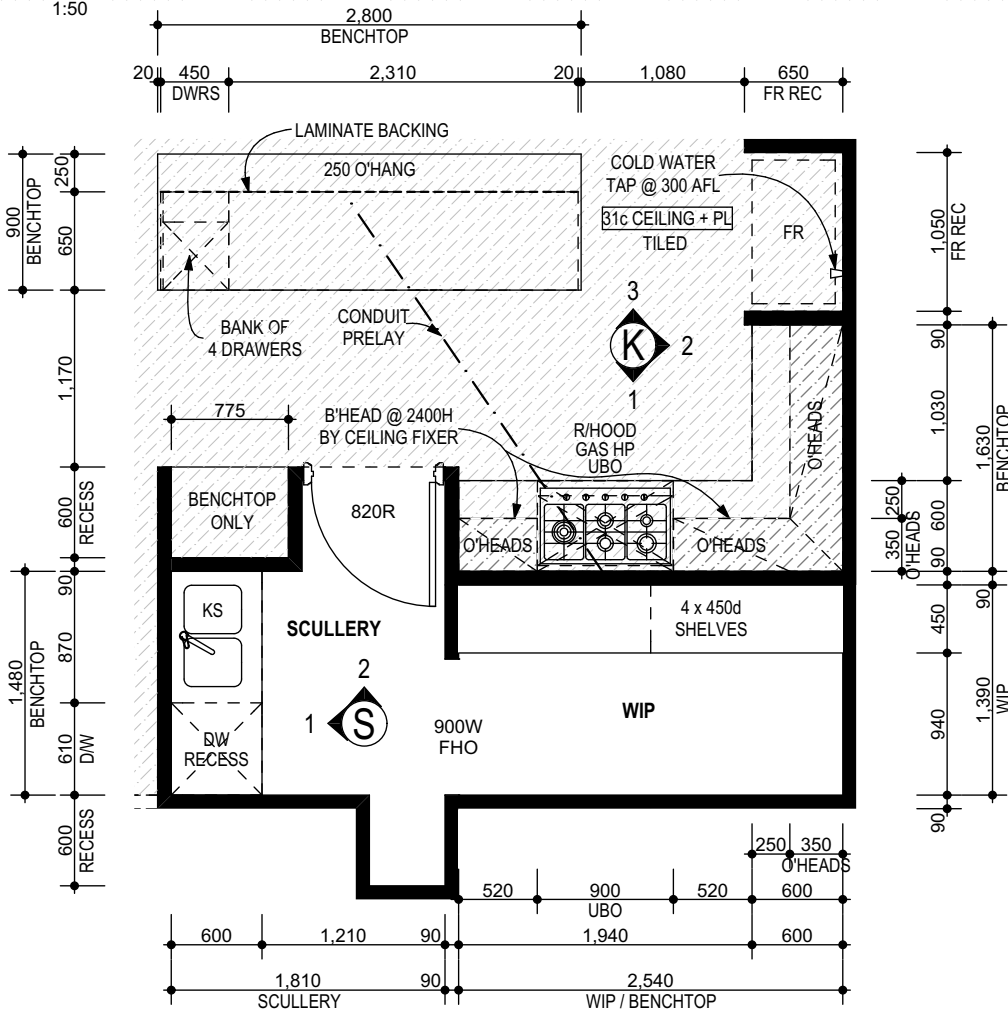 1:50
2,800
BENCHTOP
20 450 2,310 20 1,080 650
DWRS FR REC
LAMINATE BACKING
250 O'HANG
COLD WATER
TAP @ 300 AFL
31c CEILING + PL
TILED
FR
900
BENCHTOP
250
650
1,170
BANK OF
4 DRAWERS
CONDUIT
PRELAY
3
K 2
1
1,050
FR REC
90
1,030
1,630
BENCHTOP
775
B'HEAD @ 2400H
BY CEILING FIXER
R/HOOD
GAS HP
UBO
O'HEADS
BENCHTOP
ONLY
820R
O'HEADS
O'HEADS
600
RECESS
250
350
O'HEADS
600
90
KS
SCULLERY
4 x 450d
SHELVES
90
870
1,480
BENCHTOP
610
D/W
600
RECESS
2
1 S
900W
FHO
WIP
DW
RECESS
90
450
940
1,390
WIP
90
250 350
O'HEADS
520 900 520 600
UBO
600 1,210 90 1,940 600
1,810 90 2,540
SCULLERY WIP / BENCHTOP